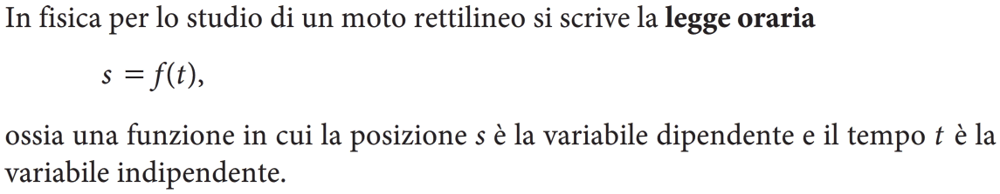 In fisica per lo studio di un moto rettilineo si scrive la legge oraria
s = f(t),
ossia una funzione in cui la posizione s è la variabile dipendente e il tempo t è la
variabile indipendente.